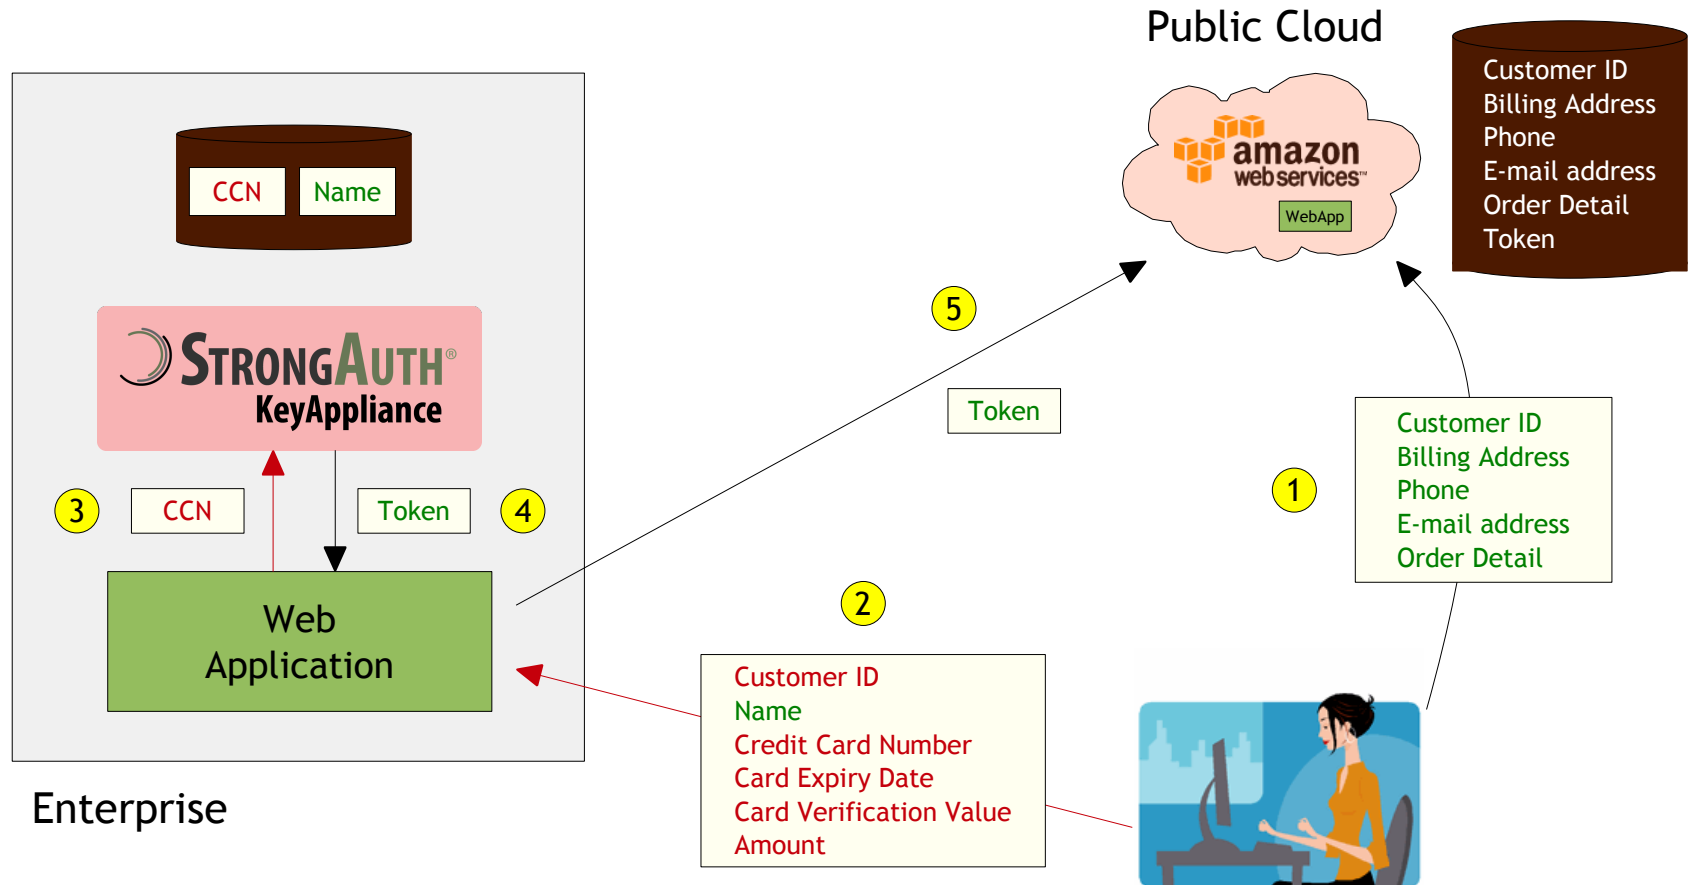 Public Cloud
Customer ID
Billing Address
Phone
E-mail address
Order Detail
Token
amazon
webservices™
WebApp
CCN
Name
STRONGAUTH®
KeyAppliance
3
CCN
Token
4
Web
Application
Enterprise
5
Token
1
Customer ID
Billing Address
Phone
E-mail address
Order Detail
2
Customer ID
Name
Credit Card Number
Card Expiry Date
Card Verification Value
Amount